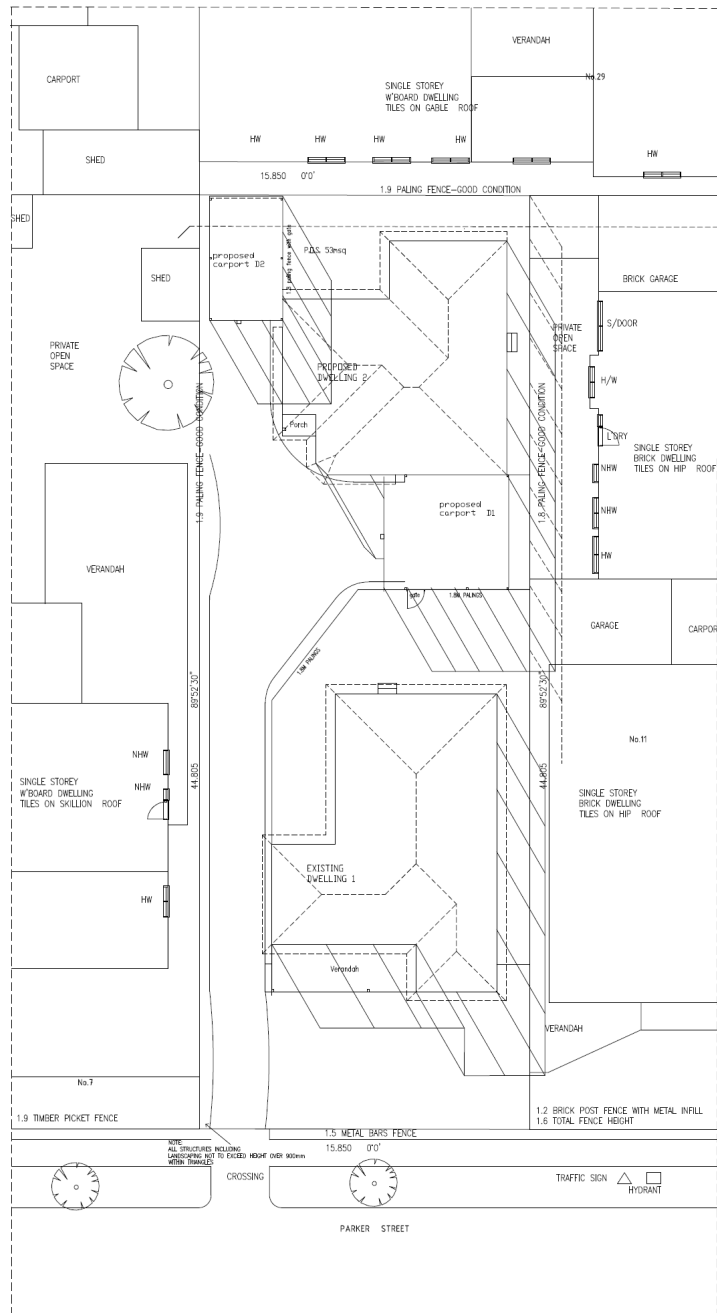 VERANDAH
CARPORT
No.29
SINGLE STOREY
W'BOARD DWELLING
TILES ON GABLE ROOF
HW
HW
HW
HW
HW
SHED
15.850 0'0'
1.9 PALING FENCE-GOOD CONDITION
SHED
proposed
carport D2
1.8 paling fence with gate
P.O.S. 53msq
SHED
BRICK GARAGE
S/DOOR
PRIVATE
OPEN
SPACE
PRIVATE
OPEN
SPACE
PROPOSED
DWELLING 2
H/W
Porch
L'DRY
1.9 PALING FENCE-GOOD CONDITION
1.8 PALING FENCE-GOOD CONDITION
SINGLE STOREY
BRICK DWELLING
TILES ON HIP ROOF
NHW
NHW
HW
proposed
carport D1
VERANDAH
gate
1.8M PALINGS
GARAGE
CARPOR
1.8M PALINGS
89°52'30"
44.805
89°52'30"
44.805
No.11
NHW
NHW
SINGLE STOREY
W'BOARD DWELLING
TILES ON SKILLION ROOF
SINGLE STOREY
BRICK DWELLING
TILES ON HIP ROOF
EXISTING
DWELLING 1
HW
Verandah
VERANDAH
No.7
1.9 TIMBER PICKET FENCE
1.2 BRICK POST FENCE WITH METAL INFILL
1.6 TOTAL FENCE HEIGHT
1.5 METAL BARS FENCE
15.850 0'0'
NOTE:
ALL STRUCTURES INCLUDING
LANDSCAPING NOT TO EXCEED HEIGHT OVER 900mm
WITHIN TRIANGLES
CROSSING
TRAFFIC SIGN
HYDRANT
PARKER STREET